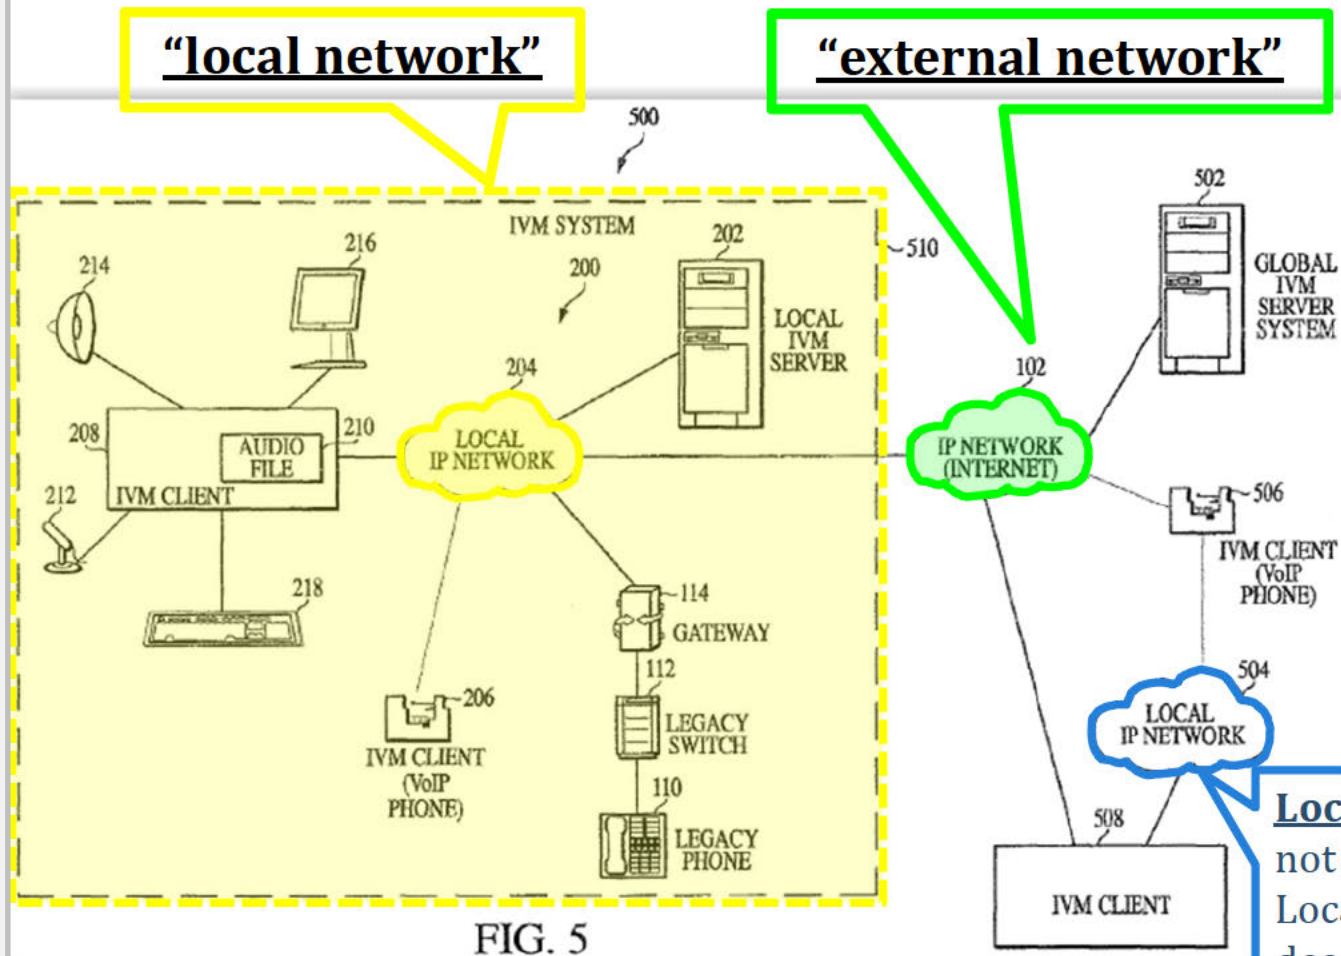 “local network”
“external network”
500
502
IVM SYSTEM
202
510
216
214
200
GLOBAL
IVM
SERVER
SYSTEM
LOCAL
IVM
SERVER
204
102
208
210
AUDIO
FILE
LOCAL
IP NETWORK
IP NETWORK
(INTERNET)
IVM CLIENT
212
506
IVM CLIENT
(VoIP
PHONE)
218
114
GATEWAY
112
504
206
LEGACY
SWITCH
LOCAL
IP NETWORK
IVM CLIENT
(VoIP
PHONE)
110
LEGACY
PHONE
508
IVM CLIENT
not
FIG. 5